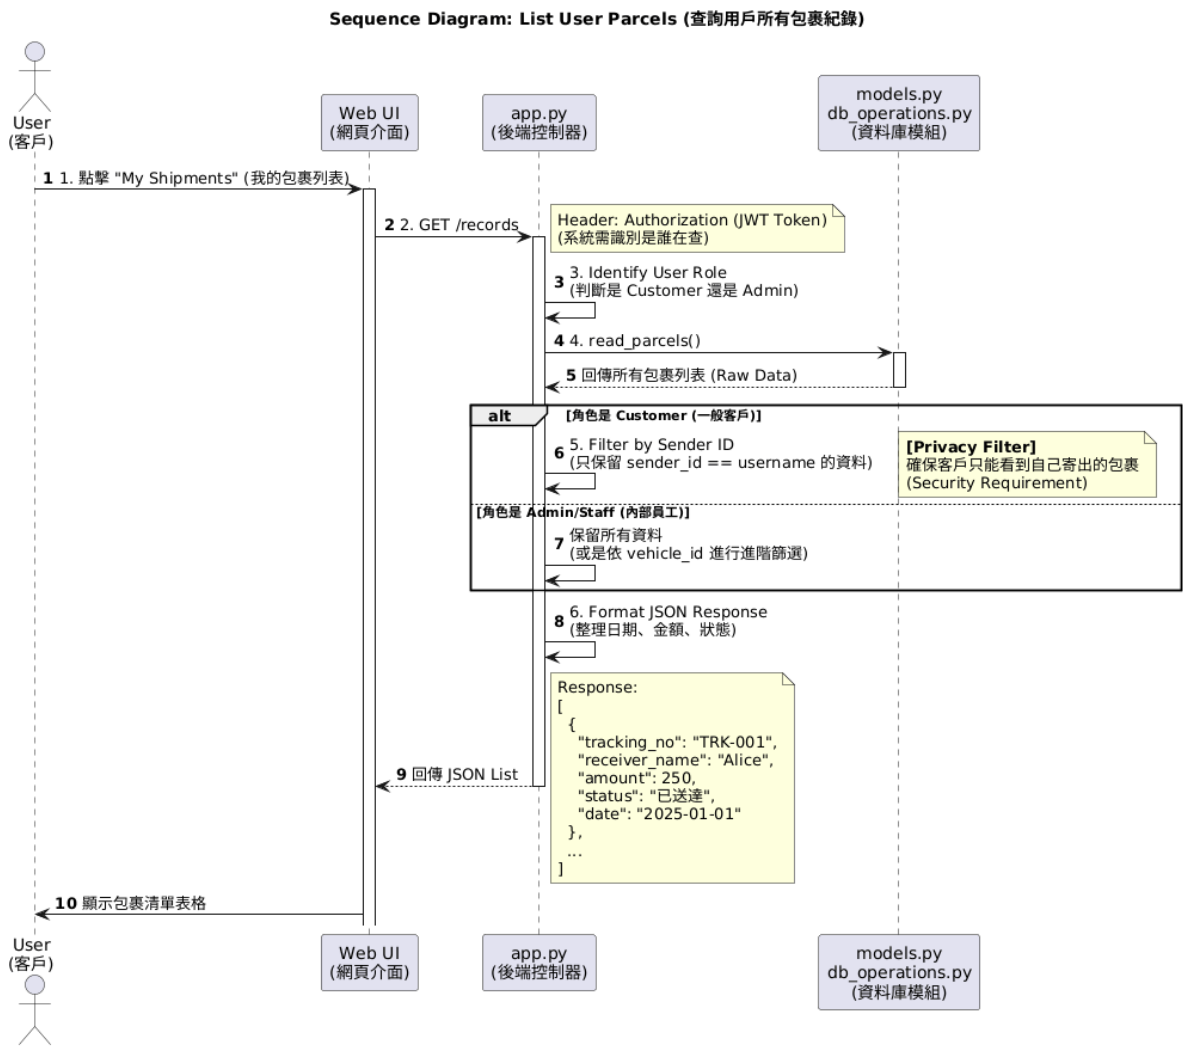 Sequence Diagram: List User Parcels (查詢用戶所有包裹紀錄)
User
(客戶)
Web UI
(網頁介面)
app.py
(後端控制器)
models.py
db_operations.py
(資料庫模組)
1 1. 點擊 "My Shipments" (我的包裹列表)
2 2. GET /records
Header: Authorization (JWT Token)
(系統需識別是誰在查)
3 3. Identify User Role
(判斷是 Customer 還是 Admin)
4 4. read_parcels()
5 回傳所有包裹列表 (Raw Data)
alt [角色是 Customer (一般客戶)]
6 5. Filter by Sender ID
(只保留 sender_id == username 的資料)
[Privacy Filter]
確保客戶只能看到自己寄出的包裹
(Security Requirement)
[角色是 Admin/Staff (內部員工)]
7 保留所有資料
(或是依 vehicle_id 進行進階篩選)
8 6. Format JSON Response
(整理日期、金額、狀態)
9 回傳 JSON List
Response:
[
{
"tracking_no": "TRK-001",
"receiver_name": "Alice",
"amount": 250,
"status": "已送達",
"date": "2025-01-01"
},
...
]
10 顯示包裹清單表格
User
(客戶)
Web UI
(網頁介面)
app.py
(後端控制器)
models.py
db_operations.py
(資料庫模組)